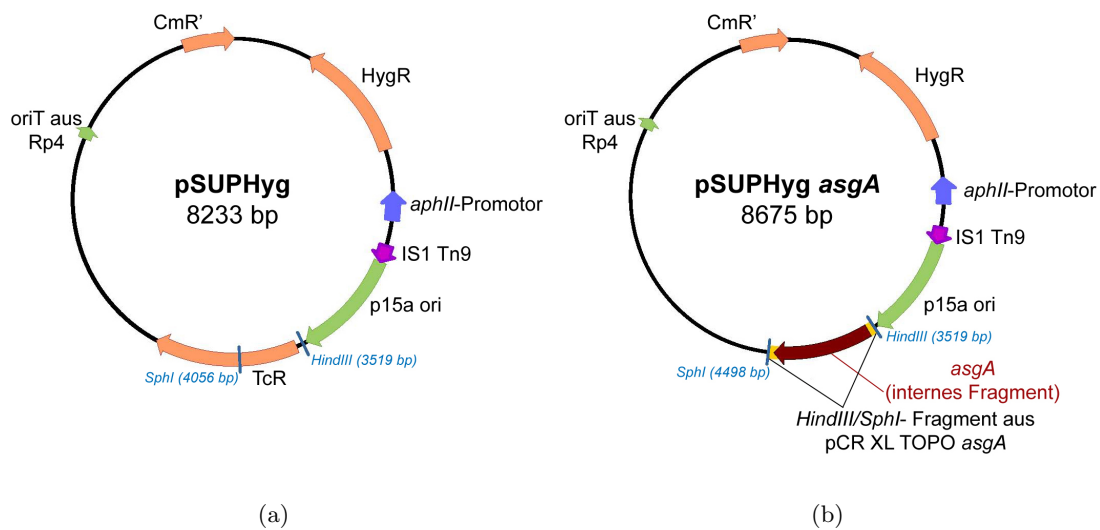 CmR'
HygR
oriT aus
Rp4
pSUPHyg
8233 bp
aphII-Promotor
IS1 Tn9
p15a ori
HindIII (3519 bp)
SphI (4056 bp)
TcR
(a)
CmR'
HygR
oriT aus
Rp4
pSUPHyg asgA
8675 bp
aphII-Promotor
IS1 Tn9
p15a ori
HindIII (3519 bp)
SphI (4498 bp)
asgA
(internes Fragment)
HindIII/SphI- Fragment aus
pCR XL TOPO asgA
(b)